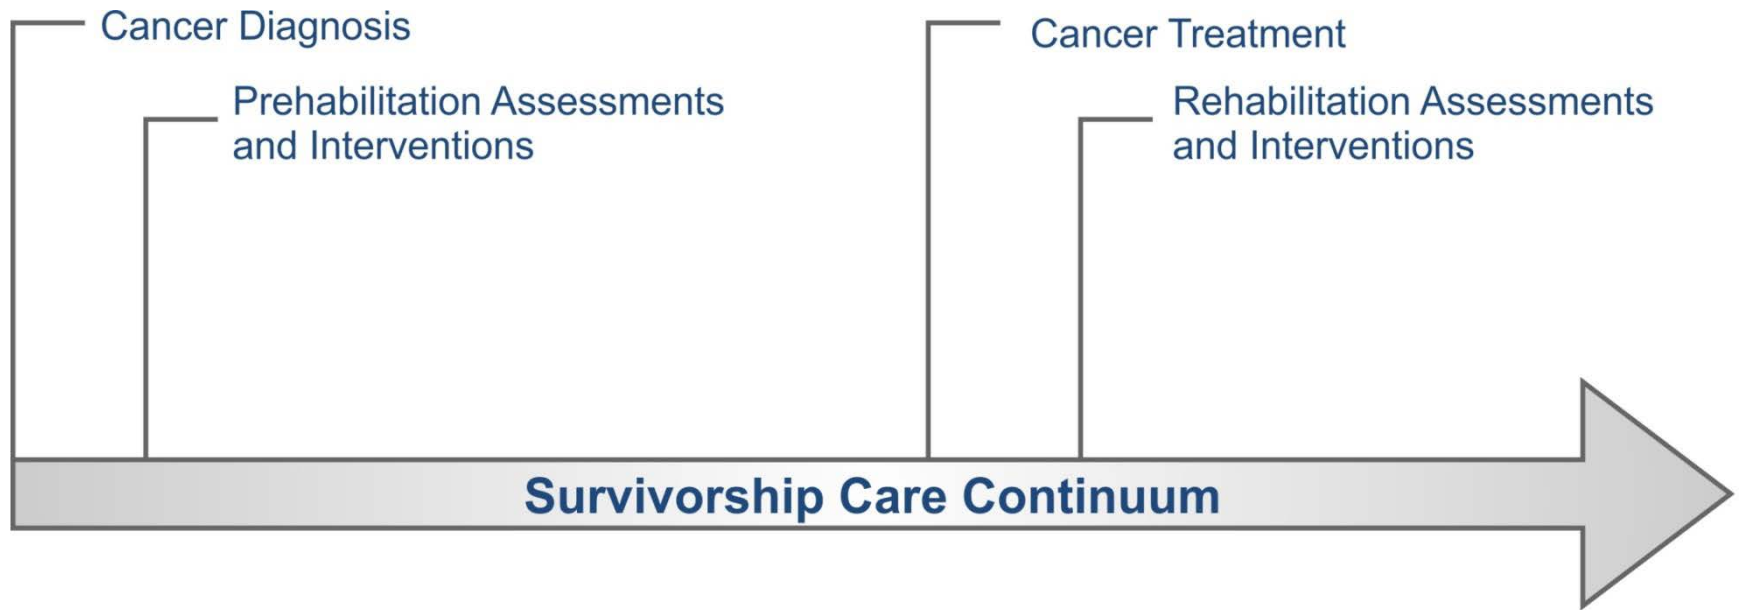 Cancer Diagnosis
Prehabilitation Assessments
and Interventions
Cancer Treatment
Rehabilitation Assessments
and Interventions
Survivorship Care Continuum